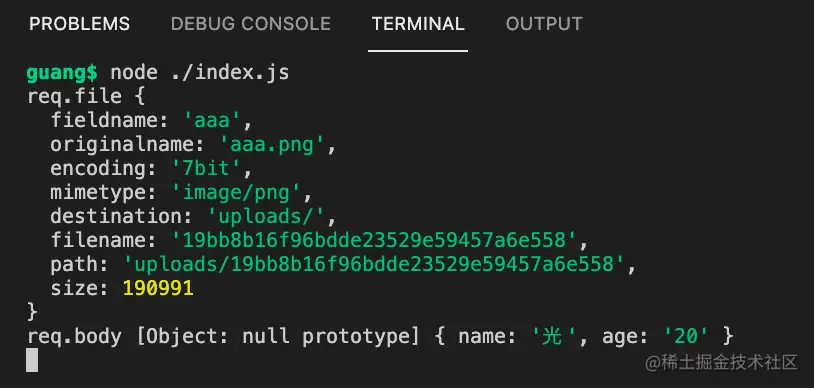 PROBLEMS DEBUG CONSOLE TERMINAL OUTPUT
guang$ node ./index.js
req.file {
  fieldname: 'aaa',
  originalname: 'aaa.png',
  encoding: '7bit',
  mimetype: 'image/png',
  destination: 'uploads/',
  filename: '19bb8b16f96bdde23529e59457a6e558',
  path: 'uploads/19bb8b16f96bdde23529e59457a6e558',
  size: 190991
}
req.body [Object: null prototype] { name: '光', age: '20' }
@稀土掘金技术社区